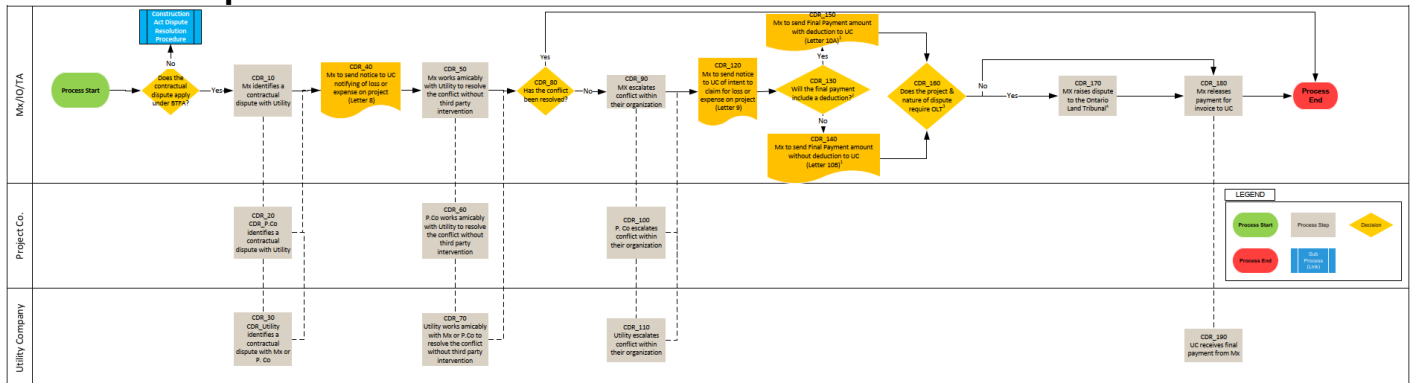 Mx/IO/TA
Construction
Act Dispute
Resolution
Procedure
No
Process Start
Does the
contractual
dispute apply
under BTFA?
Yes
CDR_10
Mx identifies a
contractual
dispute with Utility
CDR_40
Mx to send notice to UC
notifying of loss or
expense on project
(Letter 8)
CDR_50
Mx works amicably
with Utility to resolve
the conflict without
third party
intervention
Yes
CDR_80
Has the conflict
been resolved?
No
CDR_90
MX escalates
conflict within
their organization
CDR_120
Mx to send notice
to UC of intent to
claim for loss or
expense on project
(Letter 9)
CDR_150
Mx to send Final Payment amount
with deduction to UC
(Letter 10A)
Yes
CDR_130
Will the final payment
include a deduction?
No
CDR_140
Mx to send Final Payment amount
without deduction to UC
(Letter 10B)
CDR_160
Does the project &
nature of dispute
require OLT?
No
Yes
CDR_170
MX raises dispute
to the Ontario
Land Tribunal
CDR_180
Mx releases
payment for
invoice to UC
Process
End
Project Co.
CDR_20
CDR_P.Co
identifies a
contractual
dispute with Utility
CDR_60
P.Co works amicably
with Utility to resolve
the conflict without
third party
intervention
CDR_100
P. Co escalates
conflict within
their organization
LEGEND
Process Start
Process Step
Decision
Process End
Sub
Process
(Link)
Utility Company
CDR_30
CDR_Utility
identifies a
contractual
dispute with Mx or
P. Co
CDR_70
Utility works amicably
with Mx or P.Co to
resolve the conflict
without third party
intervention
CDR_110
Utility escalates
conflict within
their organization
CDR_190
UC receives final
payment from Mx